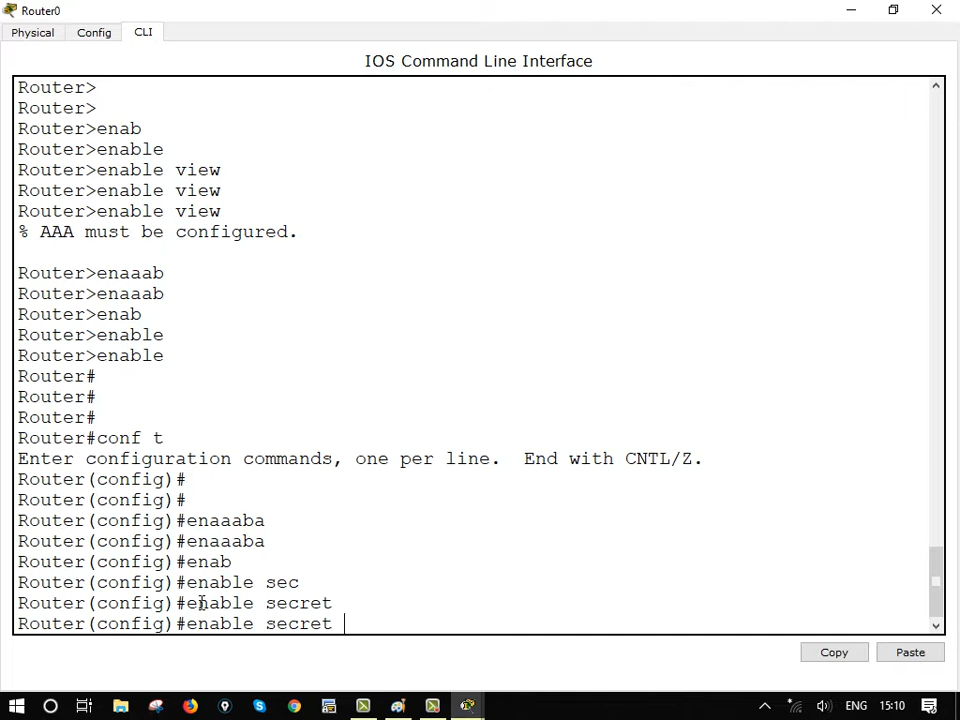 Router0
Physical Config CLI
IOS Command Line Interface
Router>
Router>
Router>enab
Router>enable
Router>enable view
Router>enable view
Router>enable view
% AAA must be configured.
Router>enaaab
Router>enaaab
Router>enab
Router>enable
Router>enable
Router#
Router#
Router#
Router#conf t
Enter configuration commands, one per line.  End with CNTL/Z.
Router(config)#
Router(config)#
Router(config)#enaaaba
Router(config)#enaaaba
Router(config)#enab
Router(config)#enable sec
Router(config)#enable secret
Router(config)#enable secret
Copy Paste
ENG 15:10